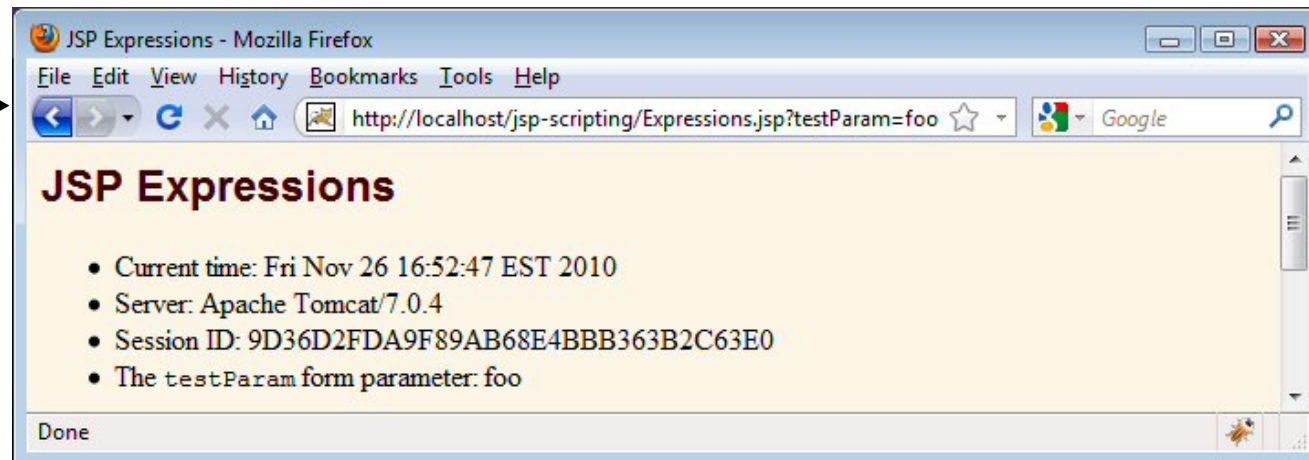 JSP Expressions - Mozilla Firefox
File Edit View History Bookmarks Tools Help
http://localhost/jsp-scripting/Expressions.jsp?testParam=foo Google
JSP Expressions
• Current time: Fri Nov 26 16:52:47 EST 2010
• Server: Apache Tomcat/7.0.4
• Session ID: 9D36D2FDA9F89AB68E4BBB363B2C63E0
• The testParam form parameter: foo
Done